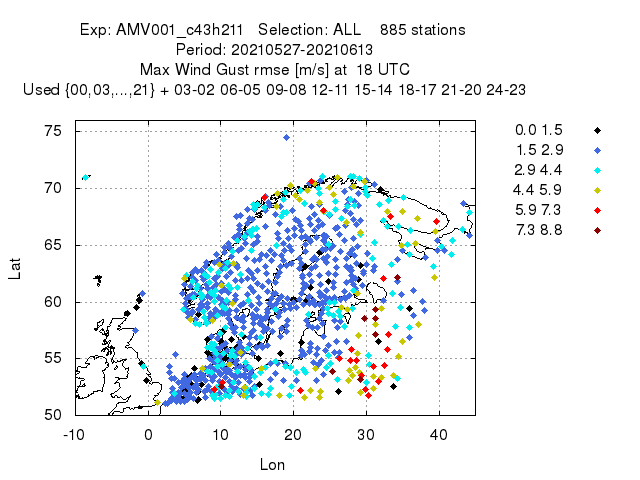 Exp: AMV001_c43h211   Selection: ALL    885 stations
Period: 20210527-20210613
Max Wind Gust rmse [m/s] at  18 UTC
Used {00,03,...,21} + 03-02 06-05 09-08 12-11 15-14 18-17 21-20 24-23
0.0 1.5
1.5 2.9
2.9 4.4
4.4 5.9
5.9 7.3
7.3 8.8
75
70
65
60
55
50
Lat
-10 0 10 20 30 40
Lon